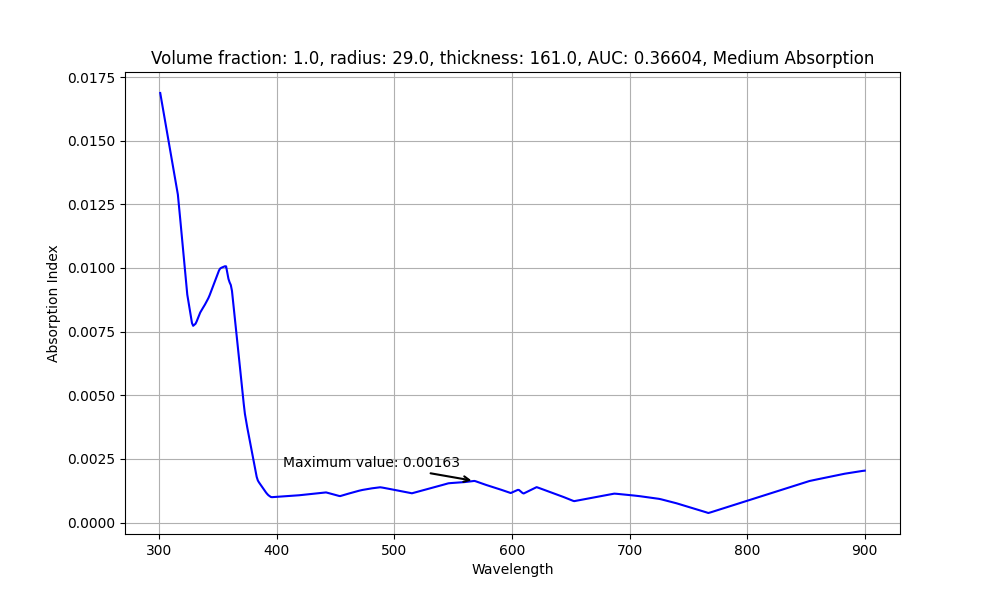 Volume fraction: 1.0, radius: 29.0, thickness: 161.0, AUC: 0.36604, Medium Absorption
0.0175
0.0150
0.0125
0.0100
0.0075
0.0050
0.0025
0.0000
Absorption Index
Maximum value: 0.00163
300 400 500 600 700 800 900
Wavelength